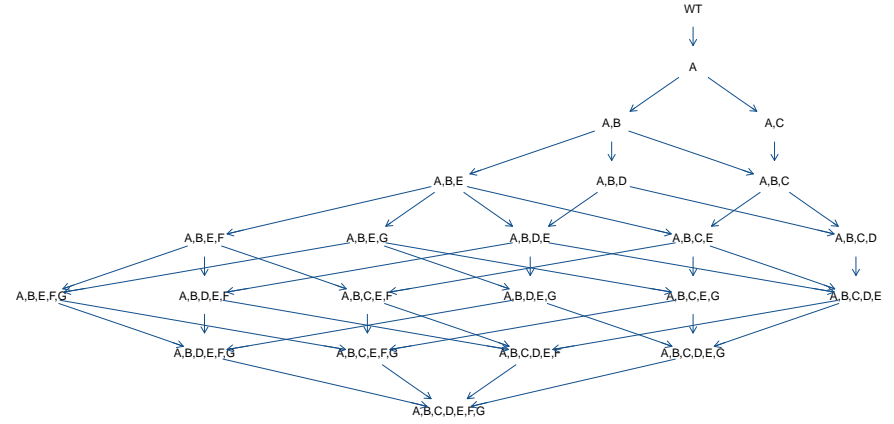 WT
A
A,B
A,C
A,B,E
A,B,D
A,B,C
A,B,E,F
A,B,E,G
A,B,D,E
A,B,C,E
A,B,C,D
A,B,E,F,G
A,B,D,E,F
A,B,C,E,F
A,B,D,E,G
A,B,C,E,G
A,B,C,D,E
A,B,D,E,F,G
A,B,C,E,F,G
A,B,C,D,E,F
A,B,C,D,E,G
A,B,C,D,E,F,G